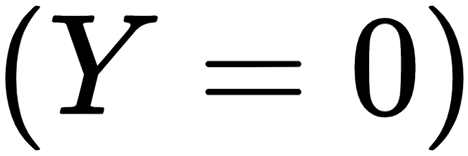 (Y = 0)